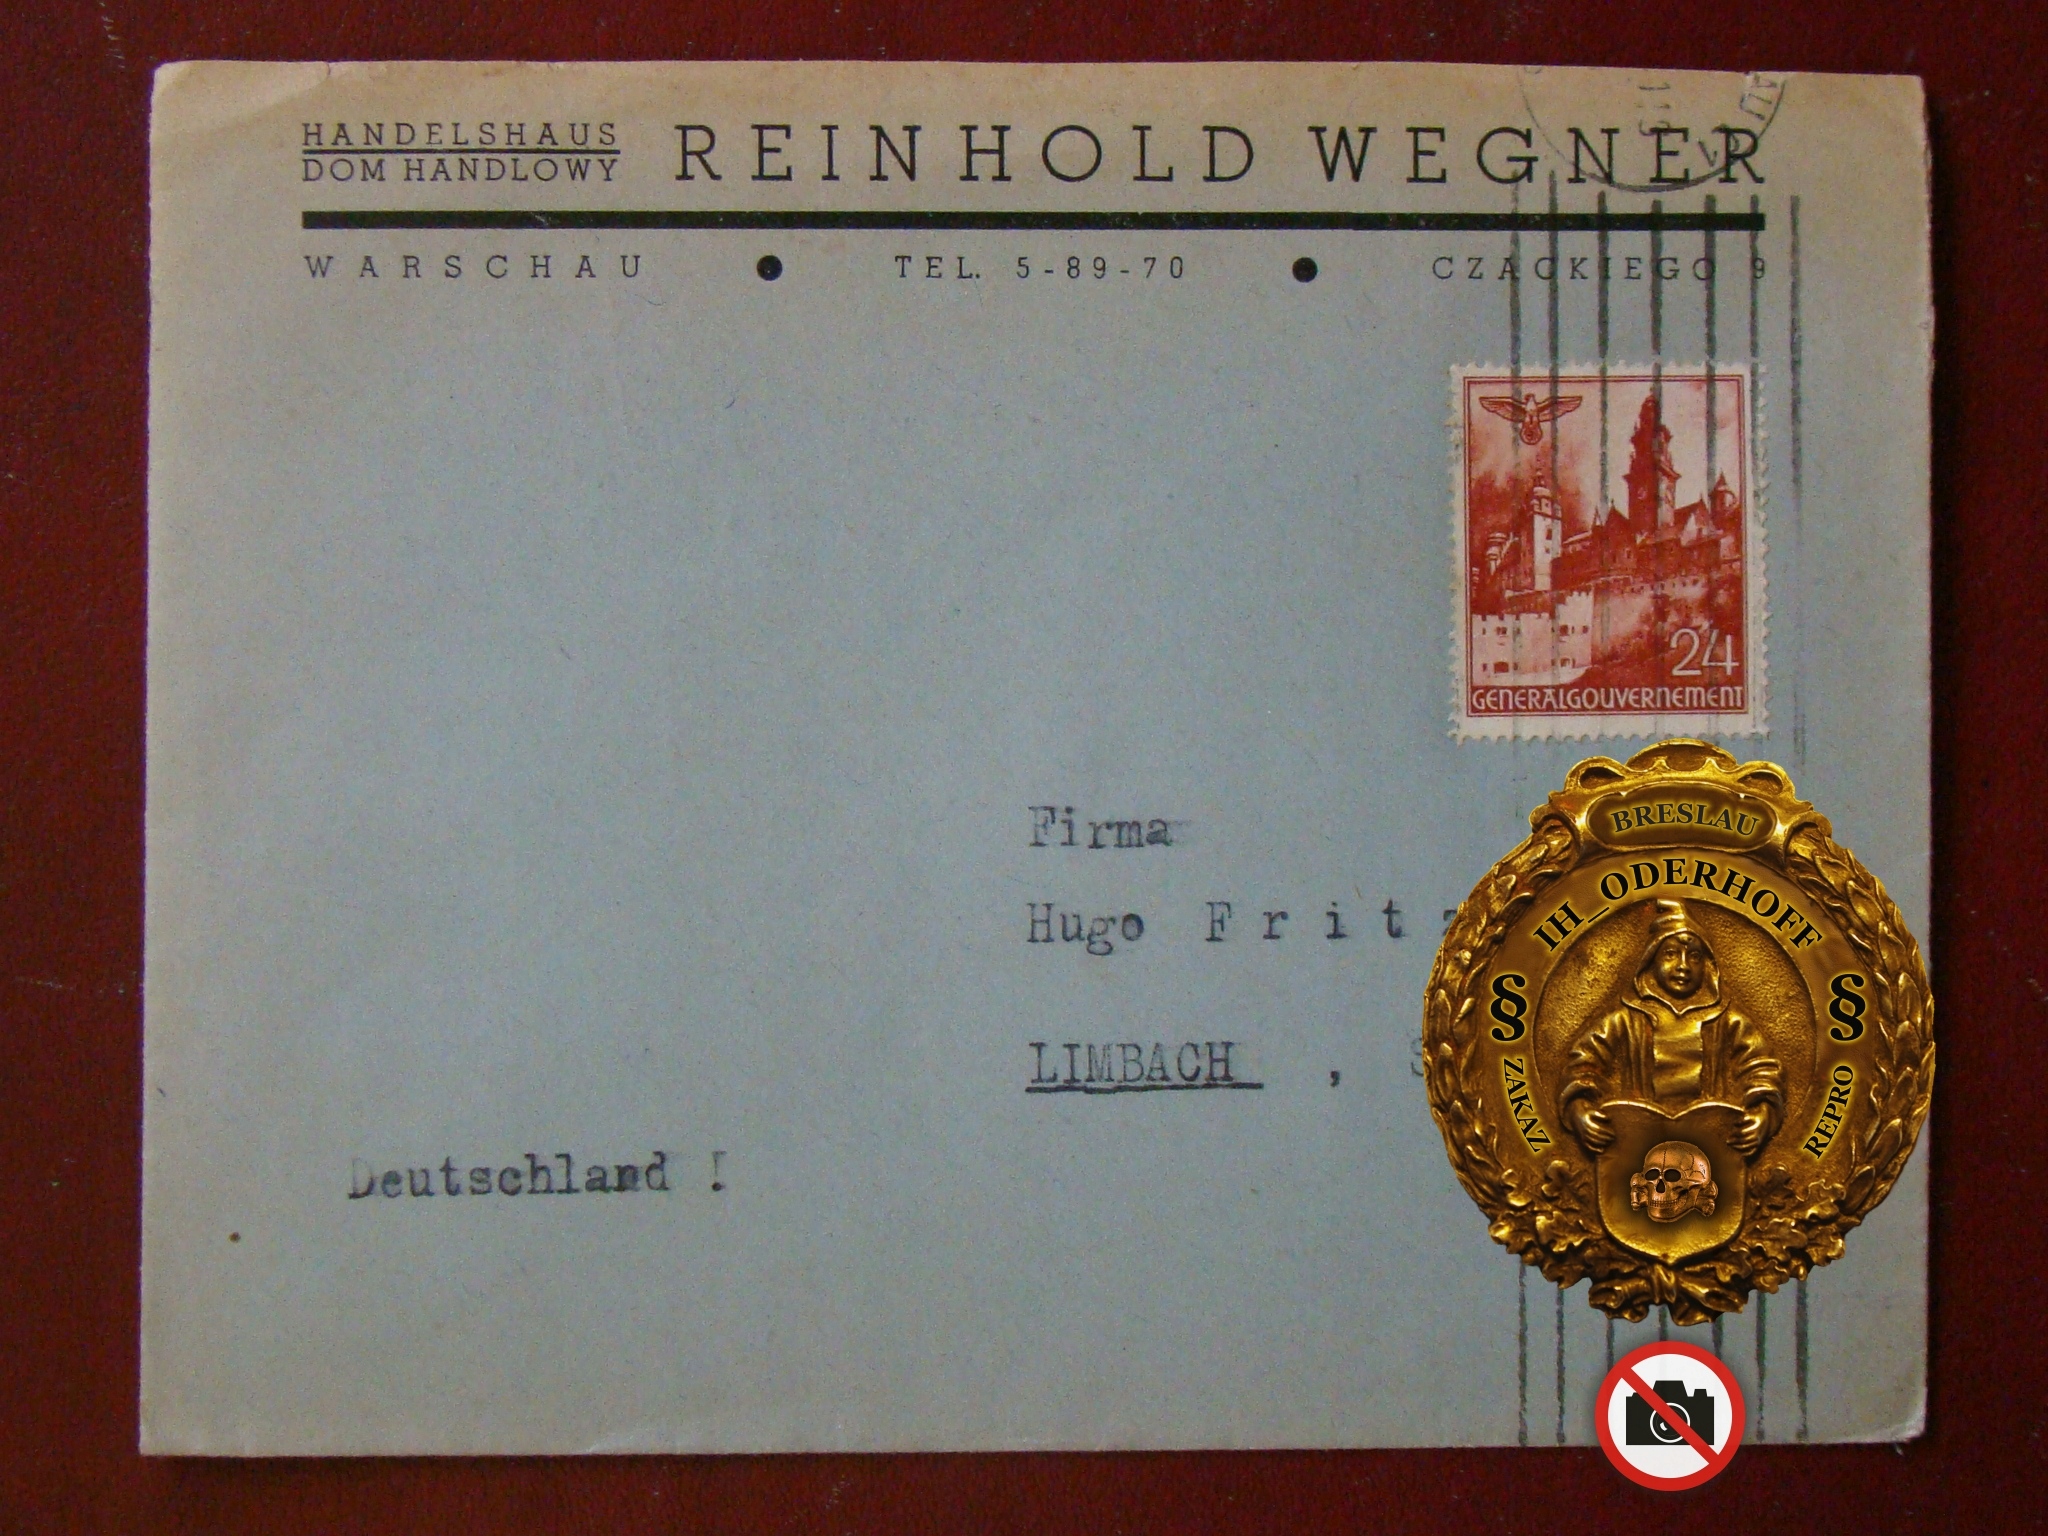 HANDELSHAUS
DOM HANDLOWY
REINHOLD WEGNER
WARSCHAU • TEL. 5-89-70 • CZACKIEGO 9
24
GENERALGOUVERNEMENT
Firma
Hugo Fritz
LIMBACH ,
Deutschland !
BRESLAU
IH_ODERHOFF
§ §
ZAKAZ
REPRO